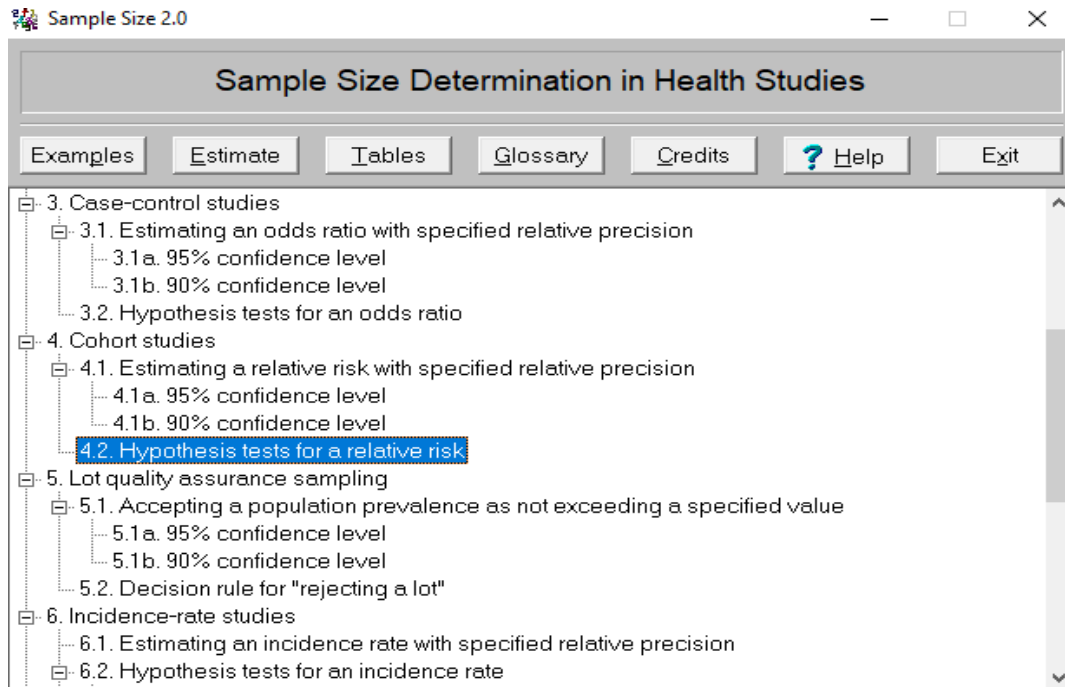 Sample Size 2.0
Sample Size Determination in Health Studies
Examples Estimate Tables Glossary Credits ? Help Exit
3. Case-control studies
3.1. Estimating an odds ratio with specified relative precision
3.1a. 95% confidence level
3.1b. 90% confidence level
3.2. Hypothesis tests for an odds ratio
4. Cohort studies
4.1. Estimating a relative risk with specified relative precision
4.1a. 95% confidence level
4.1b. 90% confidence level
4.2. Hypothesis tests for a relative risk
5. Lot quality assurance sampling
5.1. Accepting a population prevalence as not exceeding a specified value
5.1a. 95% confidence level
5.1b. 90% confidence level
5.2. Decision rule for "rejecting a lot"
6. Incidence-rate studies
6.1. Estimating an incidence rate with specified relative precision
6.2. Hypothesis tests for an incidence rate